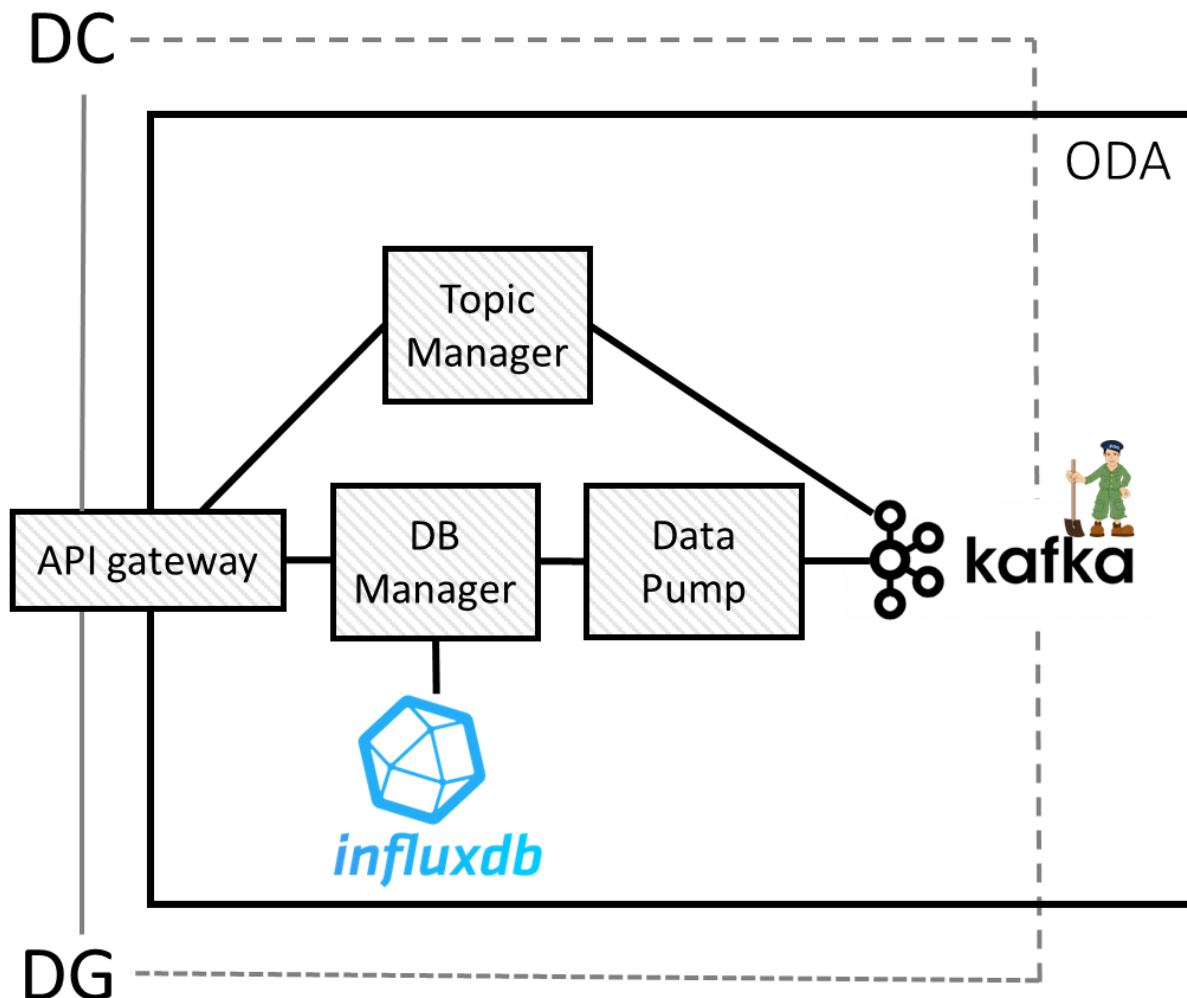 DC
ODA
Topic
Manager
API gateway
DB
Manager
Data
Pump
kafka
influxdb
DG